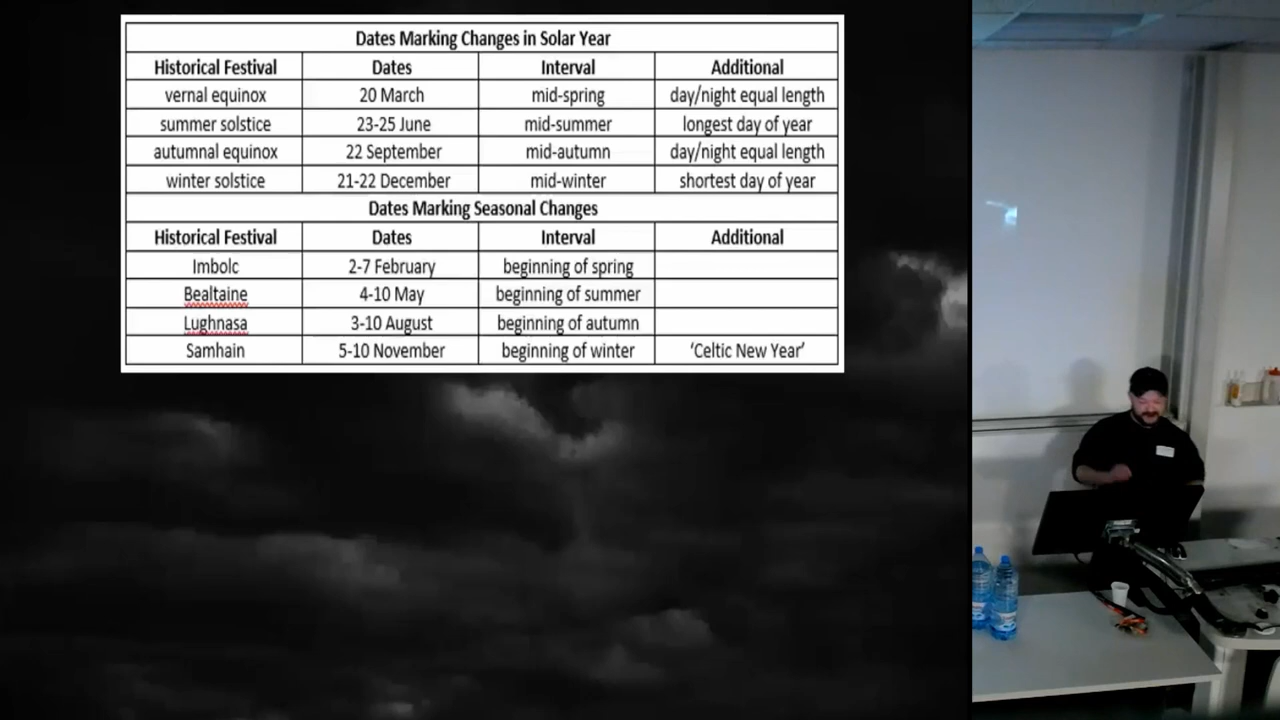 Dates Marking Changes in Solar Year
Historical Festival Dates Interval Additional
vernal equinox 20 March mid-spring day/night equal length
summer solstice 23-25 June mid-summer longest day of year
autumnal equinox 22 September mid-autumn day/night equal length
winter solstice 21-22 December mid-winter shortest day of year
Dates Marking Seasonal Changes
Historical Festival Dates Interval Additional
Imbolc 2-7 February beginning of spring
Bealtaine 4-10 May beginning of summer
Lughnasa 3-10 August beginning of autumn
Samhain 5-10 November beginning of winter 'Celtic New Year'